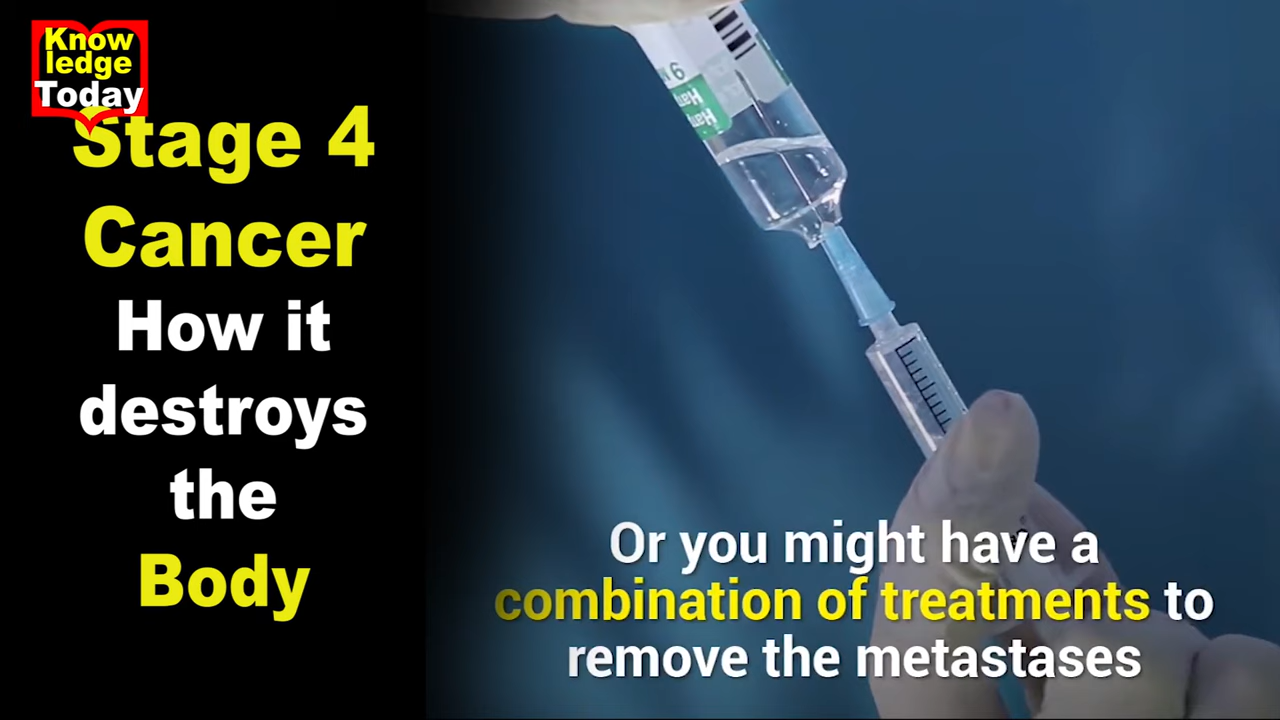 Know
ledge
Today
Stage 4
Cancer
How it
destroys
the
Body
Or you might have a
combination of treatments to
remove the metastases